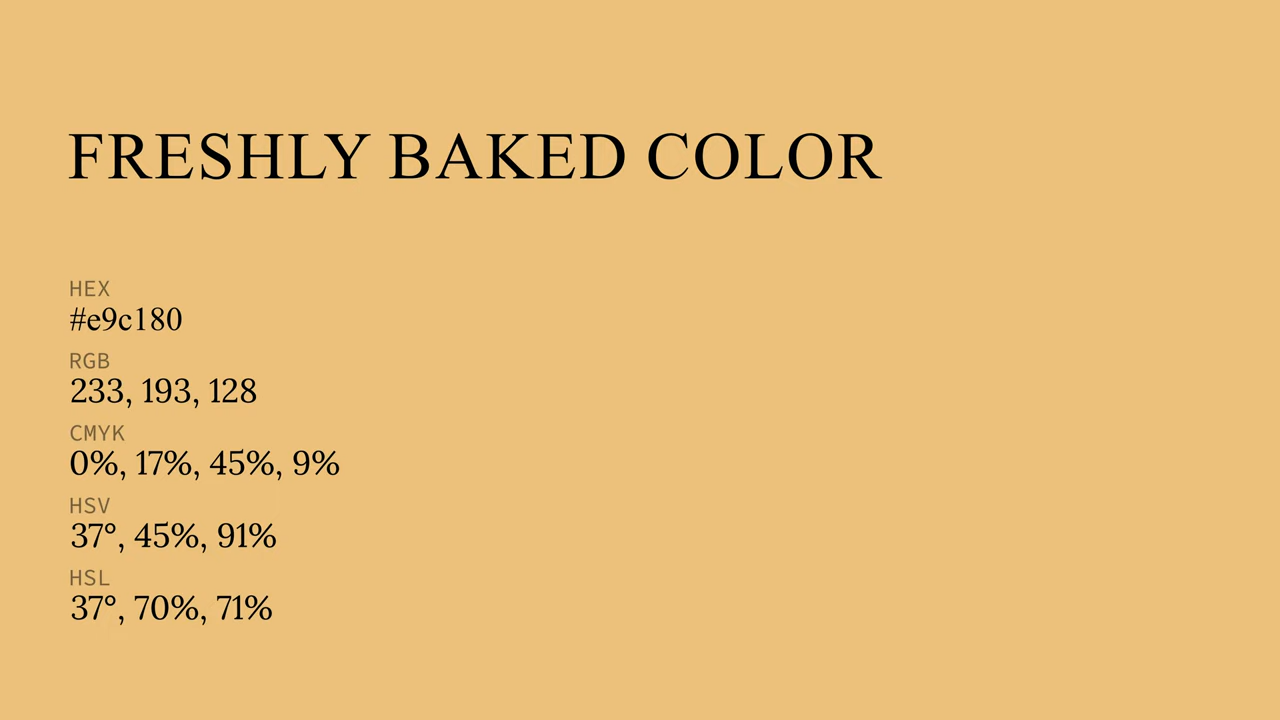 FRESHLY BAKED COLOR
HEX
#e9c180
RGB
233, 193, 128
CMYK
0%, 17%, 45%, 9%
HSV
37°, 45%, 91%
HSL
37°, 70%, 71%